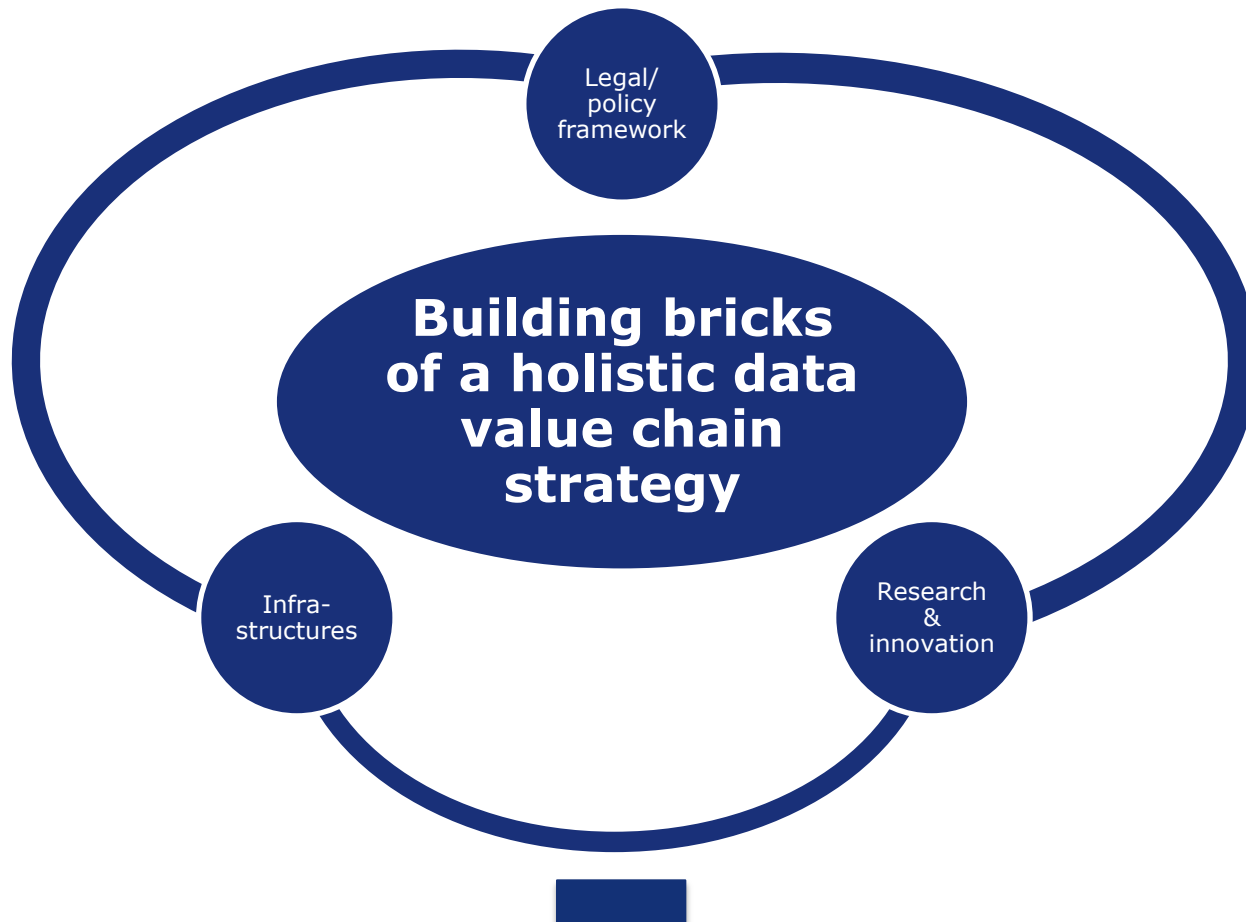 Legal/
policy
framework
Building bricks
of a holistic data
value chain
strategy
Infra-
structures
Research
&
innovation